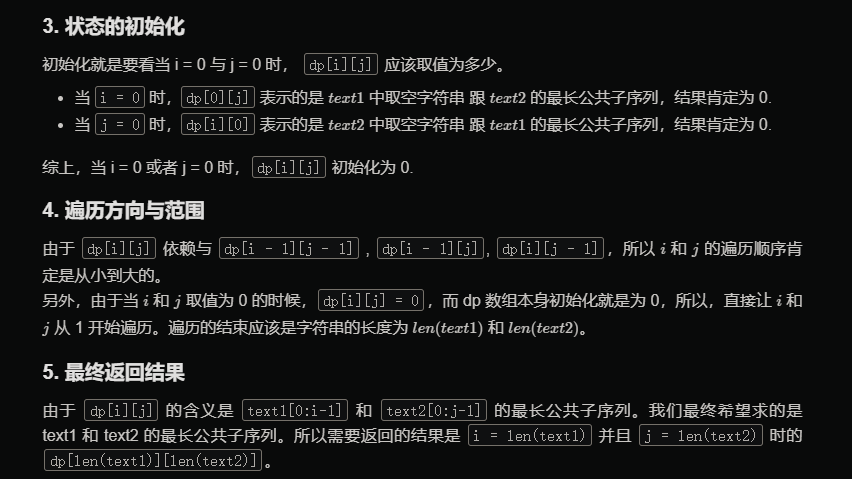 3. 状态的初始化
初始化就是要看当 i = 0 与 j = 0 时， dp[i][j] 应该取值为多少。
• 当 i = 0 时，dp[0][j] 表示的是 text1 中取空字符串 跟 text2 的最长公共子序列，结果肯定为 0.
• 当 j = 0 时，dp[i][0] 表示的是 text2 中取空字符串 跟 text1 的最长公共子序列，结果肯定为 0.
综上，当 i = 0 或者 j = 0 时， dp[i][j] 初始化为 0.
4. 遍历方向与范围
由于 dp[i][j] 依赖与 dp[i - 1][j - 1] , dp[i - 1][j], dp[i][j - 1] ，所以 i 和 j 的遍历顺序肯
定是从小到大的。
另外，由于当 i 和 j 取值为 0 的时候， dp[i][j] = 0 ，而 dp 数组本身初始化就是为 0，所以，直接让 i 和
j 从 1 开始遍历。遍历的结束应该是字符串的长度为 len(text1) 和 len(text2)。
5. 最终返回结果
由于 dp[i][j] 的含义是 text1[0:i-1] 和 text2[0:j-1] 的最长公共子序列。我们最终希望求的是
text1 和 text2 的最长公共子序列。所以需要返回的结果是 i = len(text1) 并且 j = len(text2) 时的
dp[len(text1)][len(text2)]。